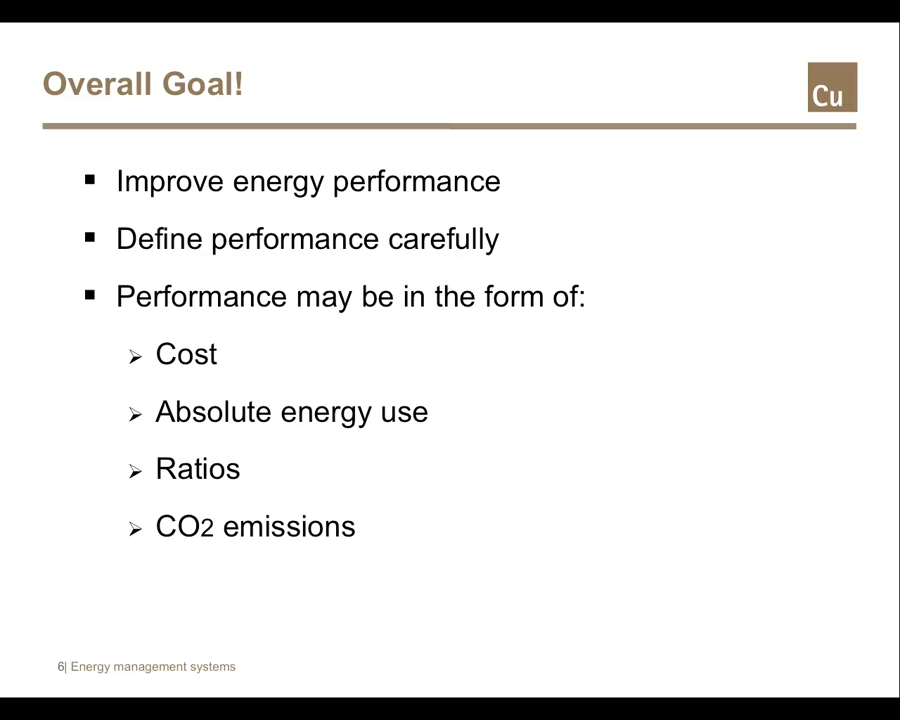 Overall Goal!
Cu
▪ Improve energy performance
▪ Define performance carefully
▪ Performance may be in the form of:
➢ Cost
➢ Absolute energy use
➢ Ratios
➢ CO2 emissions
6| Energy management systems